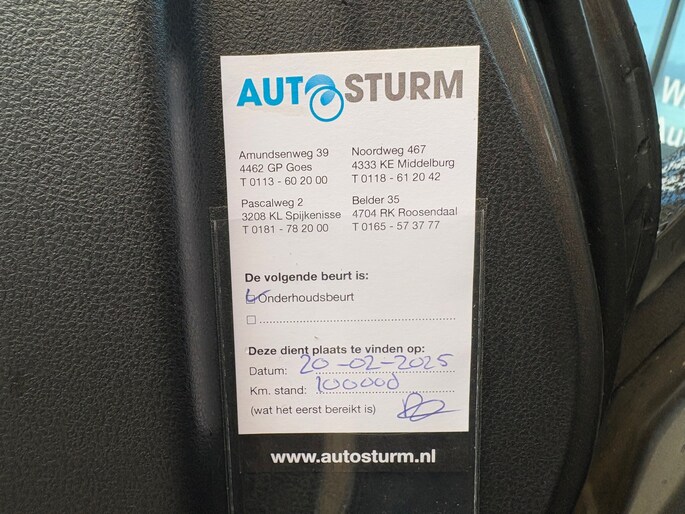 AUTO STURM
Amundsenweg 39
4462 GP Goes
T 0113 - 60 20 00
Noordweg 467
4333 KE Middelburg
T 0118 - 61 20 42
Pascalweg 2
3208 KL Spijkenisse
T 0181 - 78 20 00
Belder 35
4704 RK Roosendaal
T 0165 - 57 37 77
De volgende beurt is:
Onderhoudsbeurt
Deze dient plaats te vinden op:
Datum: 20-02-2025
Km. stand: 100000
(wat het eerst bereikt is)
www.autosturm.nl